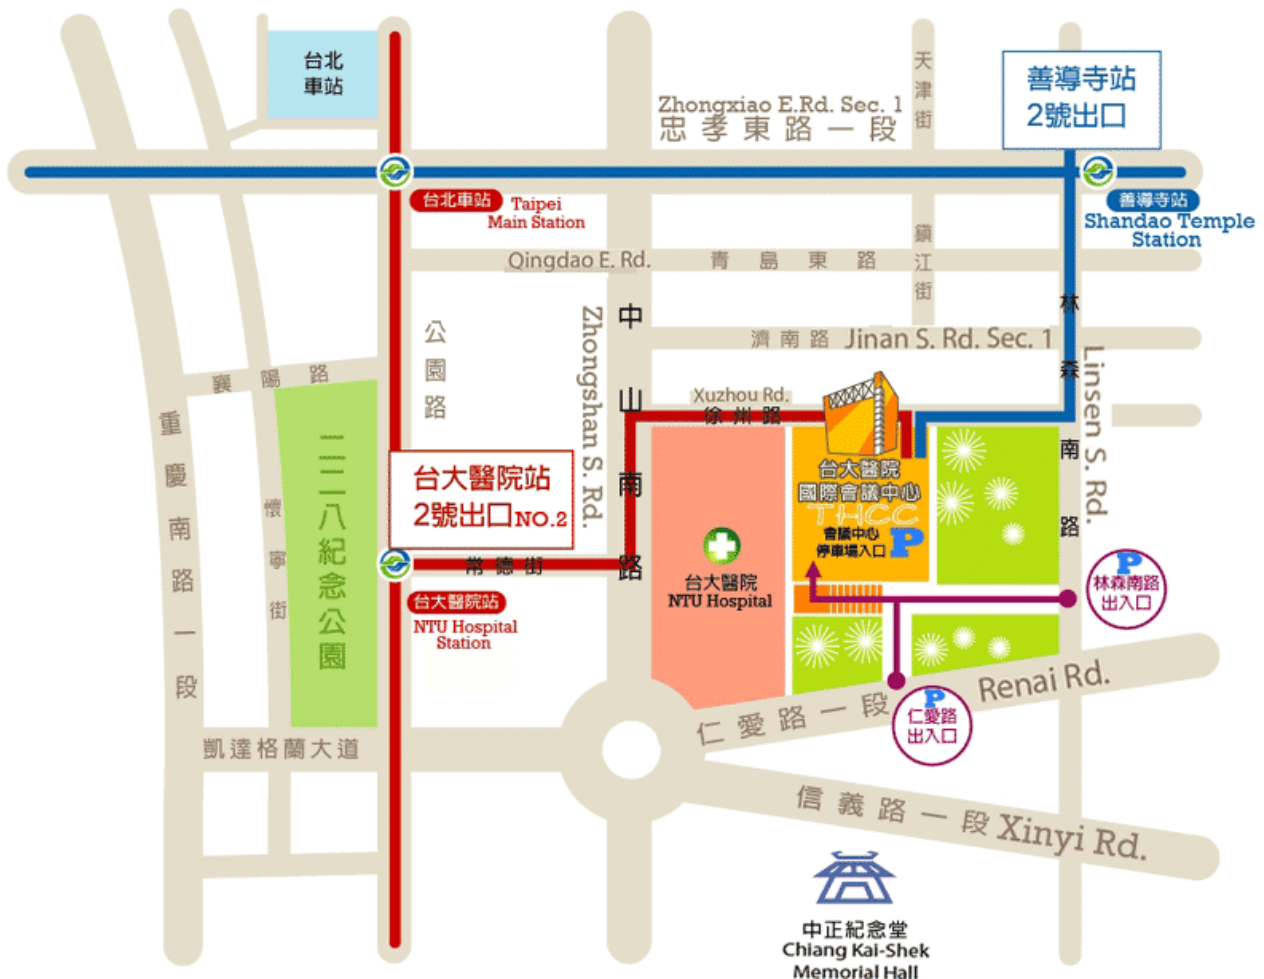 台北
車站
天津街
善導寺站
2號出口
Zhongxiao E.Rd. Sec. 1
忠孝東路一段
台北車站
Taipei
Main Station
善導寺站
Shandao Temple
Station
鎮江街
Qingdao E. Rd.
青島東路
公園路
Zhongshan S. Rd.
中山南路
濟南路
Jinan S. Rd. Sec. 1
林森南路
Linsen S. Rd.
襄陽路
Xuzhou Rd.
徐州路
重慶南路一段
二二八紀念公園
懷寧街
台大醫院站
2號出口NO.2
台大醫院
國際會議中心
THCC
會議中心
停車場入口
P
常德街
台大醫院站
NTU Hospital
Station
台大醫院
NTU Hospital
P
林森南路
出入口
P
仁愛路
出入口
仁愛路一段
Renai Rd.
凱達格蘭大道
信義路一段
Xinyi Rd.
中正紀念堂
Chiang Kai-Shek
Memorial Hall